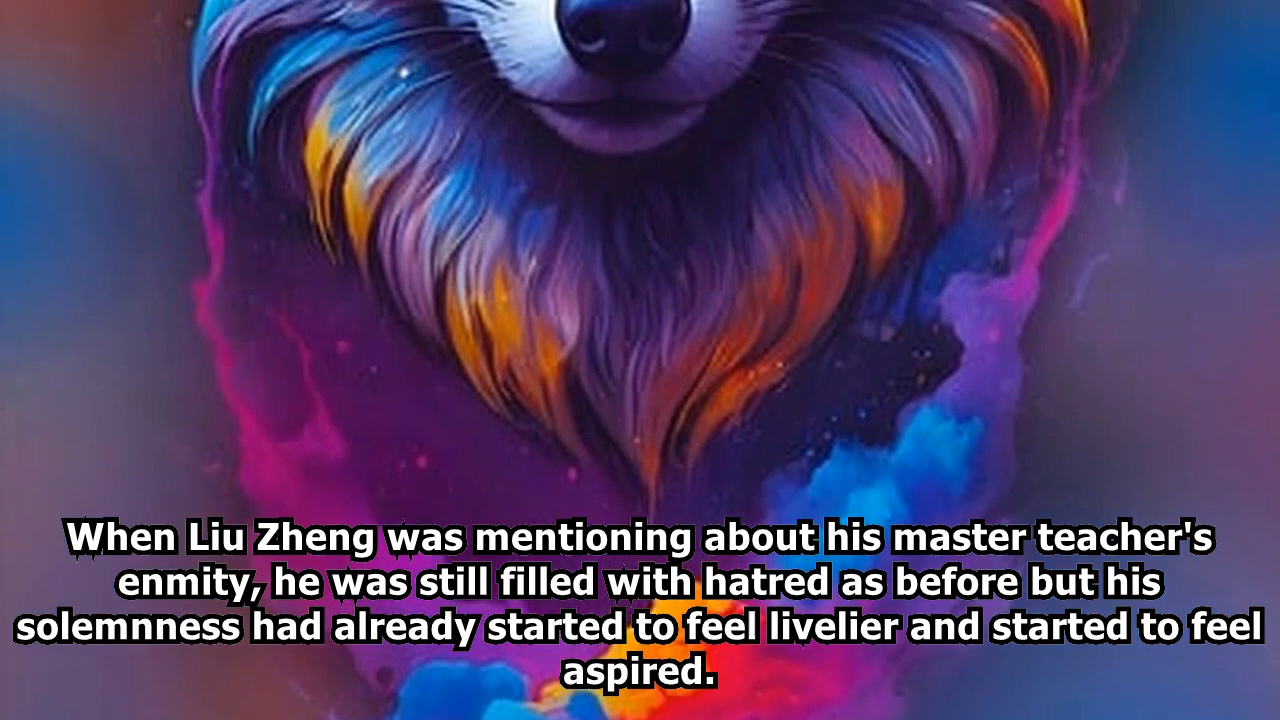 When Liu Zheng was mentioning about his master teacher's
enmity, he was still filled with hatred as before but his
solemnness had already started to feel livelier and started to feel
aspired.